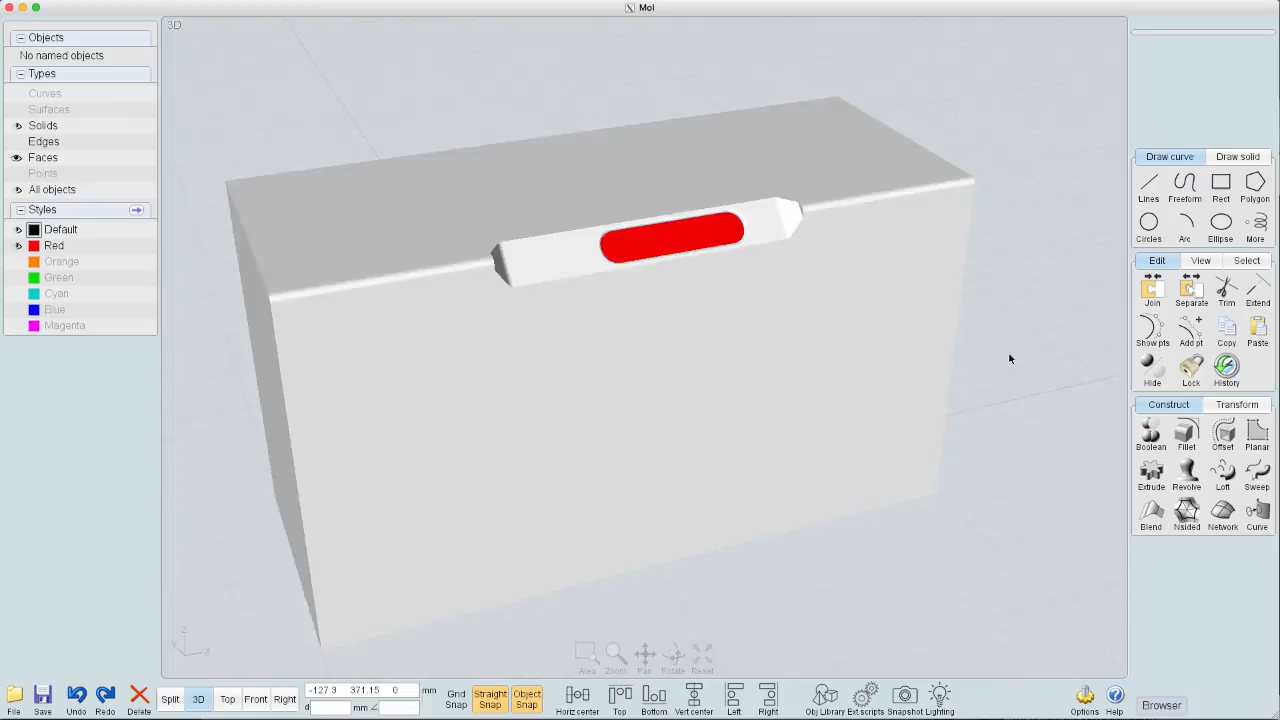 MoI
Objects
No named objects
Types
Curves
Surfaces
Solids
Edges
Faces
Points
All objects
Styles
Default
Red
Orange
Green
Cyan
Blue
Magenta
3D
z
y x
Area Zoom Pan Rotate Reset
Draw curve Draw solid
Lines Freeform Rect Polygon
Circles Arc Ellipse More
Edit View Select
Join Separate Trim Extend
Show pts Add pt Copy Paste
Hide Lock History
Construct Transform
Boolean Fillet Offset Planar
Extrude Revolve Loft Sweep
Blend Nsided Network Curve
File Save Undo Redo Delete
Split 3D Top Front Right
-127.3 371.15 0 mm
d mm ∠
Grid Snap
Straight Snap
Object Snap
Horiz center Top Bottom Vert center Left Right
Obj Library Ext scripts Snapshot Lighting
Options Help
Browser